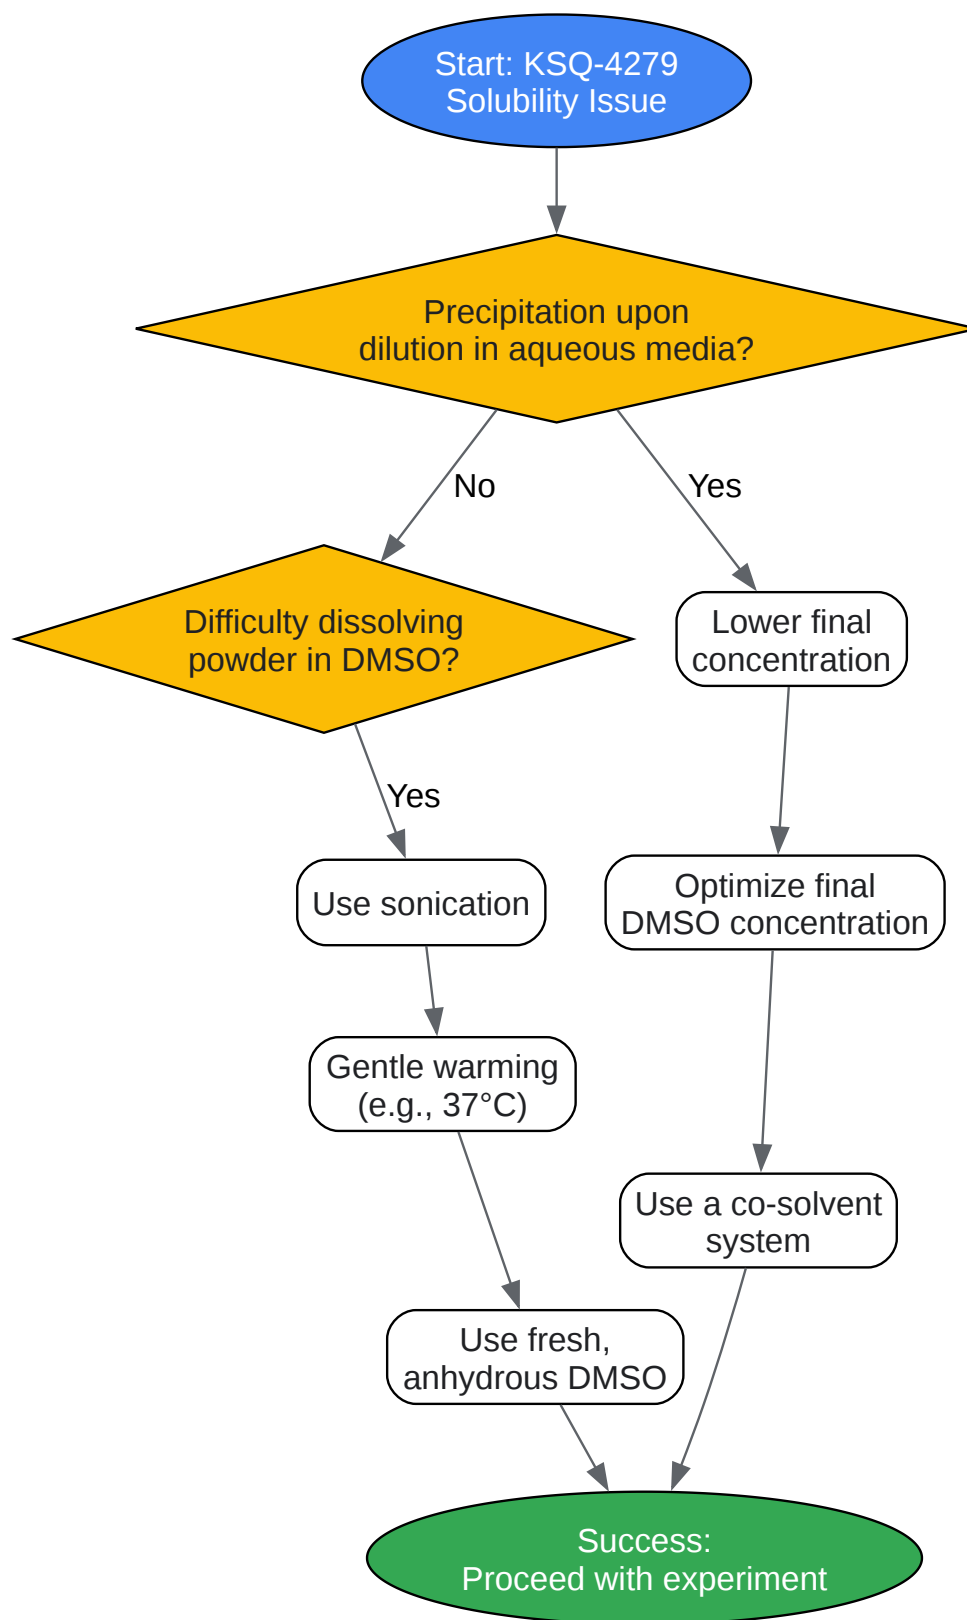 Start: KSQ-4279
Solubility Issue
Precipitation upon
dilution in aqueous media?
No
Yes
Difficulty dissolving
powder in DMSO?
Lower final
concentration
Yes
Use sonication
Optimize final
DMSO concentration
Gentle warming
(e.g., 37°C)
Use a co-solvent
system
Use fresh,
anhydrous DMSO
Success:
Proceed with experiment